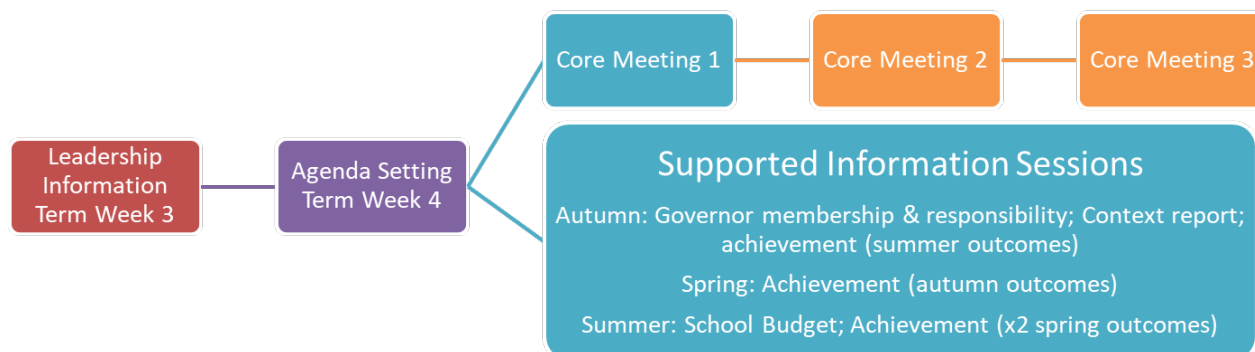 Leadership
Information
Term Week 3
Agenda Setting
Term Week 4
Core Meeting 1
Core Meeting 2
Core Meeting 3
Supported Information Sessions
Autumn: Governor membership & responsibility; Context report;
achievement (summer outcomes)
Spring: Achievement (autumn outcomes)
Summer: School Budget; Achievement (x2 spring outcomes)